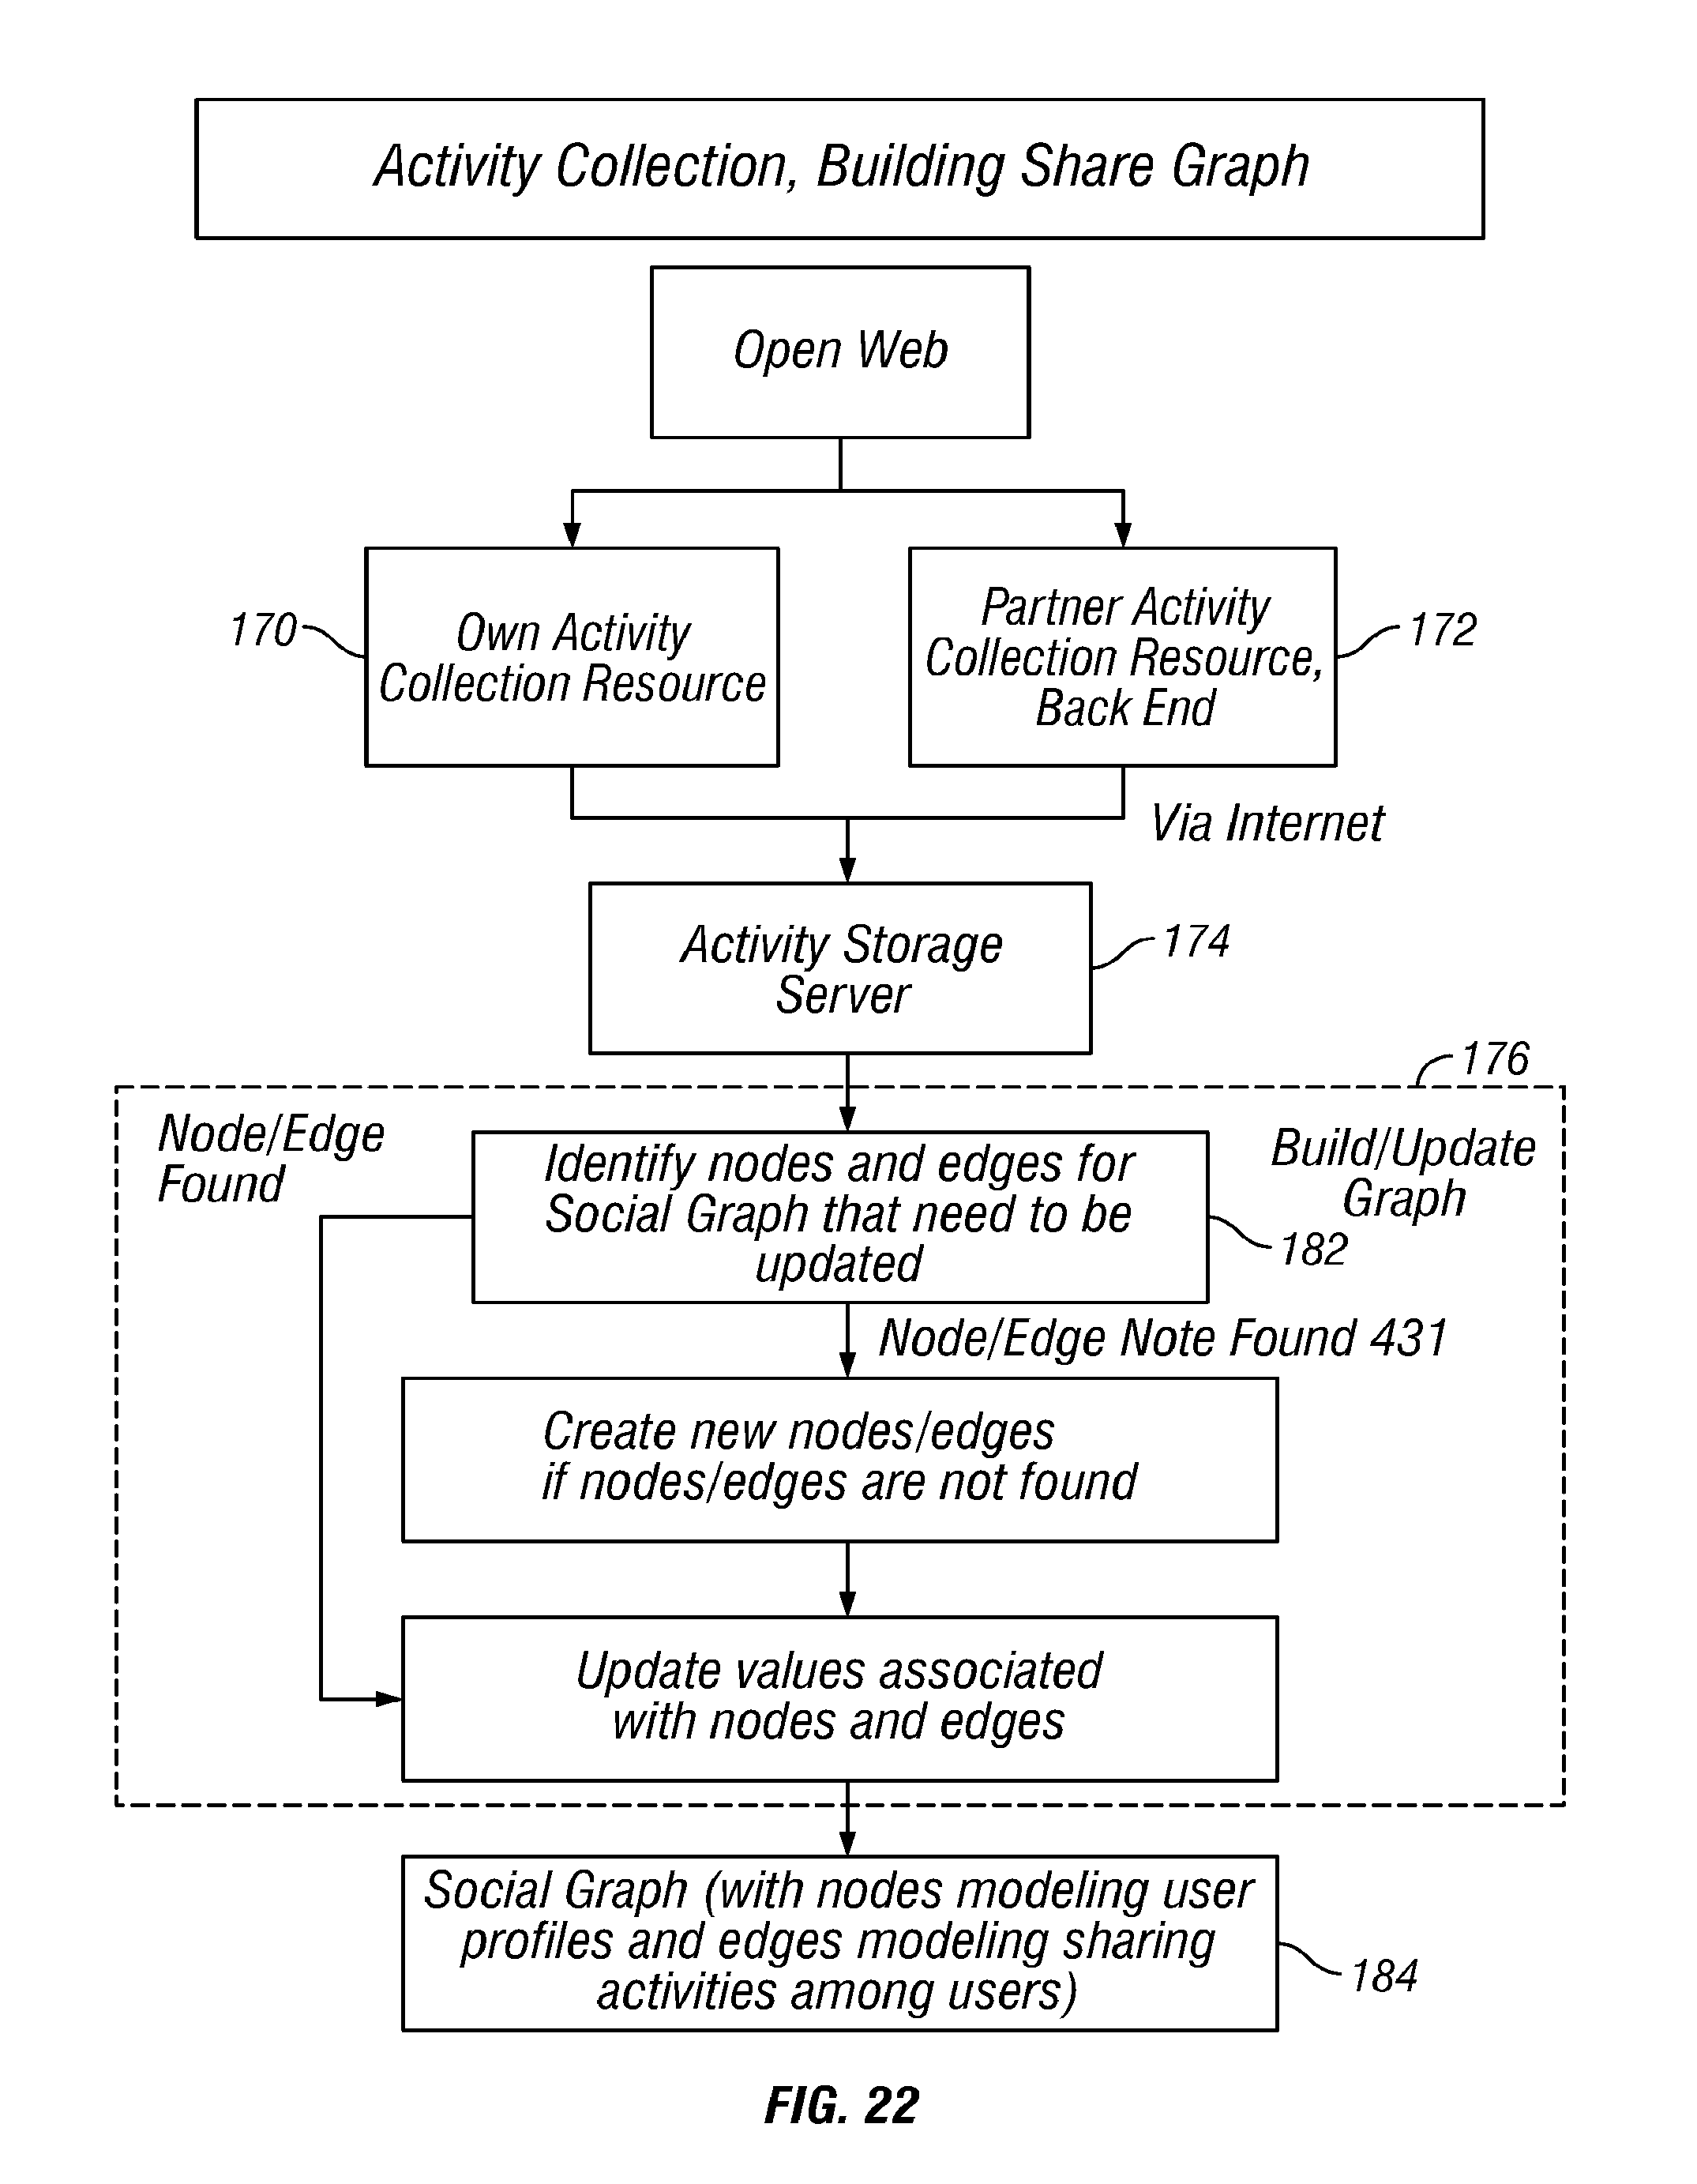 Activity Collection, Building Share Graph
Open Web
170
Own Activity
Collection Resource
Partner Activity
Collection Resource,
Back End
172
Via Internet
Activity Storage
Server
174
176
Node/Edge
Found
Build/Update
Graph
Identify nodes and edges for
Social Graph that need to be
updated
182
Node/Edge Note Found 431
Create new nodes/edges
if nodes/edges are not found
Update values associated
with nodes and edges
Social Graph (with nodes modeling user
profiles and edges modeling sharing
activities among users)
184
FIG. 22